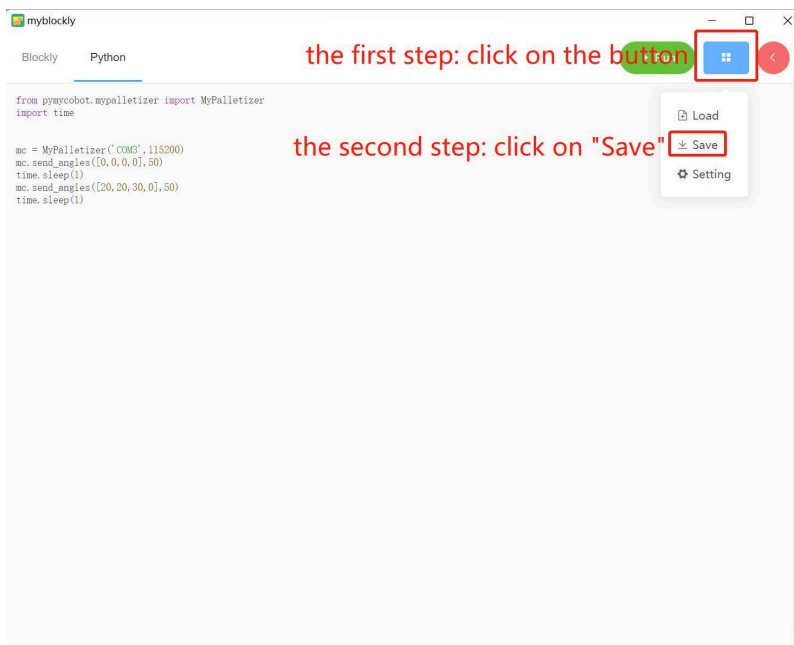 myblockly
Blockly Python
the first step: click on the button
from pymycobot.mypalletizer import MyPalletizer
import time
Load
mc = MyPalletizer('COM3',115200)
the second step: click on "Save"
Save
mc.send_angles([0,0,0,0],50)
time.sleep(1)
Setting
mc.send_angles([20,20,30,0],50)
time.sleep(1)